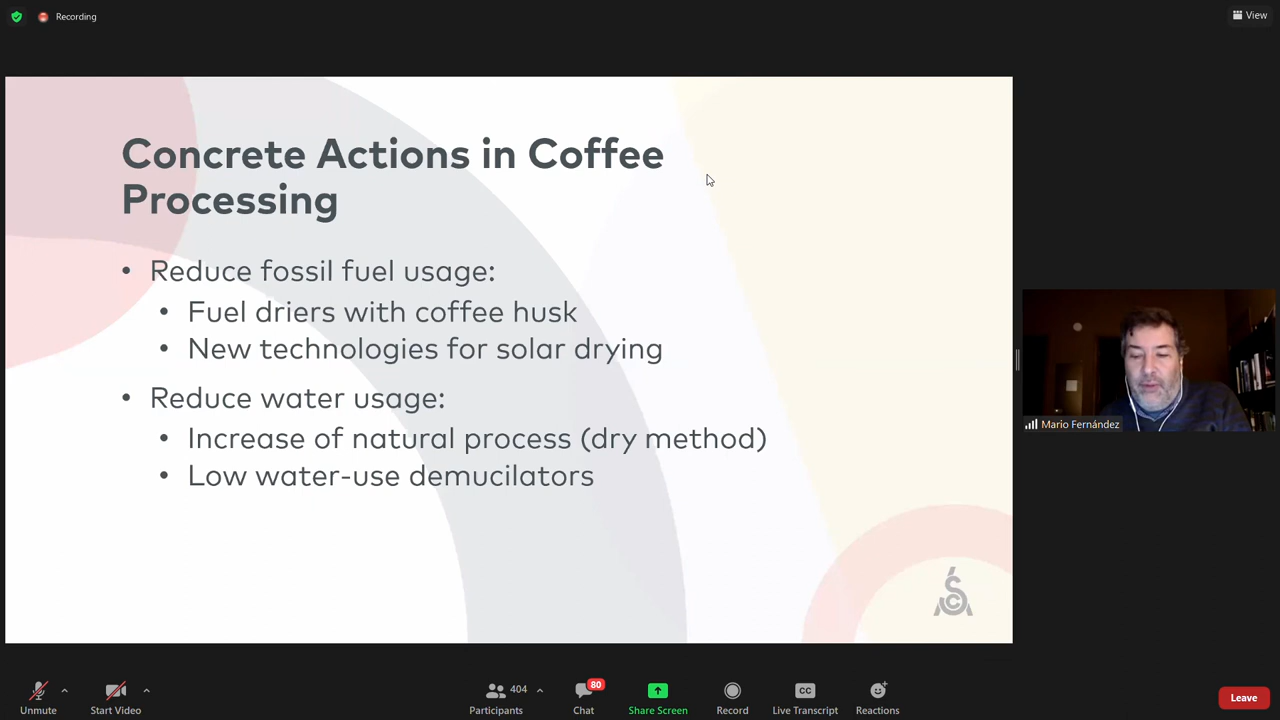 Recording
View
Concrete Actions in Coffee
Processing
• Reduce fossil fuel usage:
• Fuel driers with coffee husk
• New technologies for solar drying
• Reduce water usage:
• Increase of natural process (dry method)
• Low water-use demucilators
SCA
Mario Fernández
Unmute
Start Video
404
Participants
80
Chat
Share Screen
Record
CC
Live Transcript
Reactions
Leave